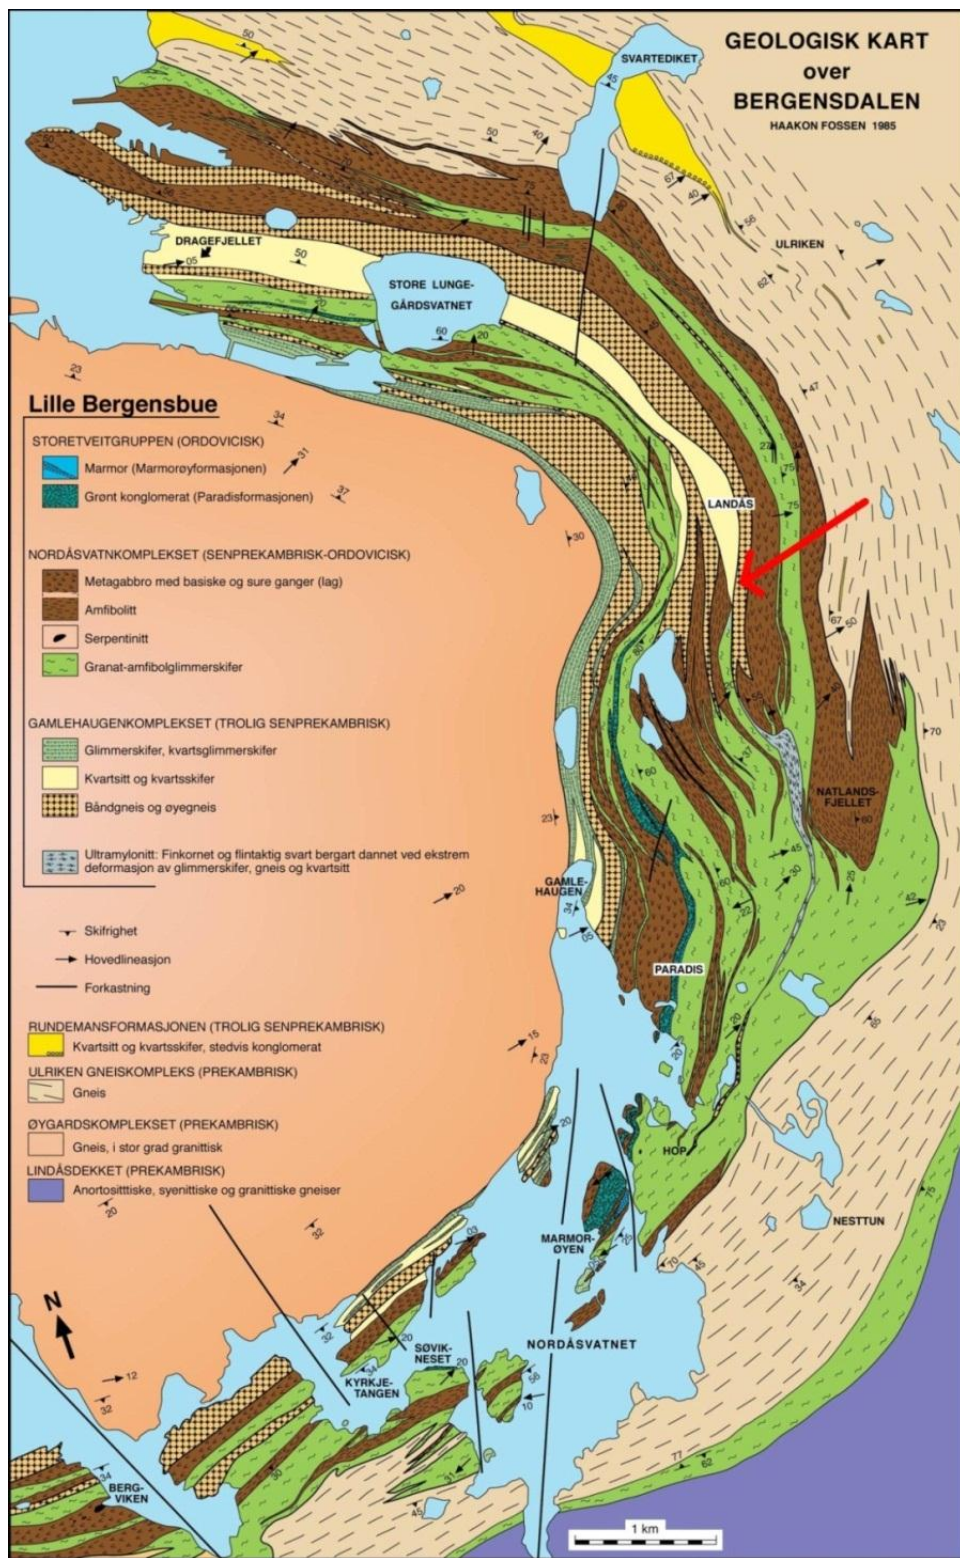 GEOLOGISK KART
over
BERGENSDALEN
HAAKON FOSSEN 1985
SVARTEDIKET
ULRIKEN
DRAGEFJELLET
STORE LUNGE-
GÅRDSVATNET
LANDÅS
NATLANDS-
FJELLET
GAMLE-
HAUGEN
PARADIS
HOP
NESTTUN
MARMOR-
ØYEN
NORDÅSVATNET
SØVIK-
NESET
KYRKJE-
TANGEN
BERG-
VIKEN
Lille Bergensbue
STORETVEITGRUPPEN (ORDOVICISK)
Marmor (Marmorøyformasjonen)
Grønt konglomerat (Paradisformasjonen)
NORDÅSVATNKOMPLEKSET (SENPREKAMBRISK-ORDOVICISK)
Metagabbro med basiske og sure ganger (lag)
Amfibolitt
Serpentinitt
Granat-amfibolglimmerskifer
GAMLEHAUGENKOMPLEKSET (TROLIG SENPREKAMBRISK)
Glimmerskifer, kvartsglimmerskifer
Kvartsitt og kvartsskifer
Båndgneis og øyegneis
Ultramylonitt: Finkornet og flintaktig svart bergart dannet ved ekstrem
deformasjon av glimmerskifer, gneis og kvartsitt
Skifrighet
Hovedlineasjon
Forkastning
RUNDEMANSFORMASJONEN (TROLIG SENPREKAMBRISK)
Kvartsitt og kvartsskifer, stedvis konglomerat
ULRIKEN GNEISKOMPLEKS (PREKAMBRISK)
Gneis
ØYGARDSKOMPLEKSET (PREKAMBRISK)
Gneis, i stor grad granittisk
LINDÅSDEKKET (PREKAMBRISK)
Anortositttiske, syenittiske og granittiske gneiser
N
1 km